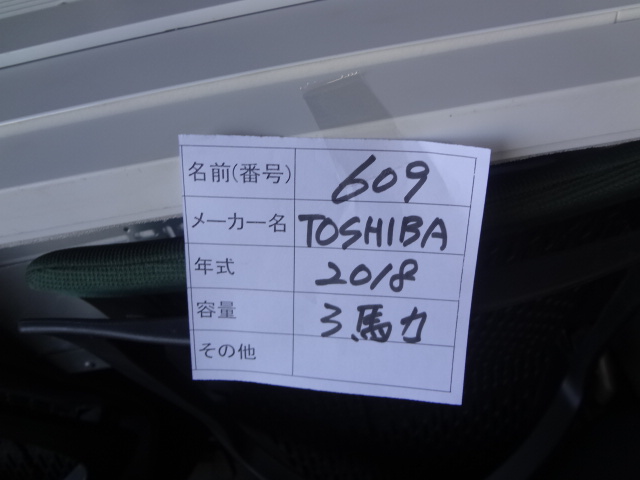 名前(番号) 609
メーカー名 TOSHIBA
年式 2018
容量 3馬力
その他